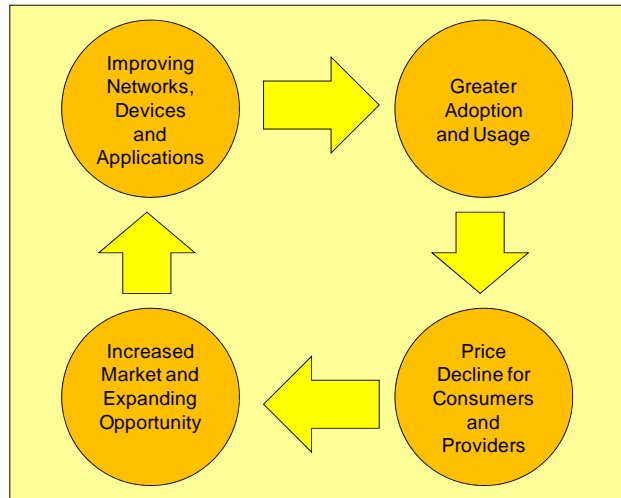 Improving
Networks,
Devices
and
Applications
Greater
Adoption
and Usage
Increased
Market and
Expanding
Opportunity
Price
Decline for
Consumers
and
Providers